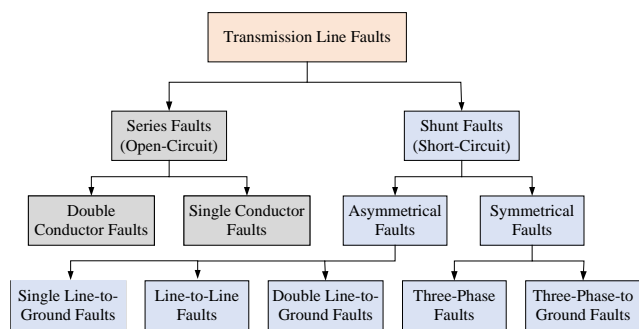 Transmission Line Faults
Series Faults
(Open-Circuit)
Shunt Faults
(Short-Circuit)
Double
Conductor Faults
Single Conductor
Faults
Asymmetrical
Faults
Symmetrical
Faults
Single Line-to-
Ground Faults
Line-to-Line
Faults
Double Line-to-
Ground Faults
Three-Phase
Faults
Three-Phase-to
Ground Faults